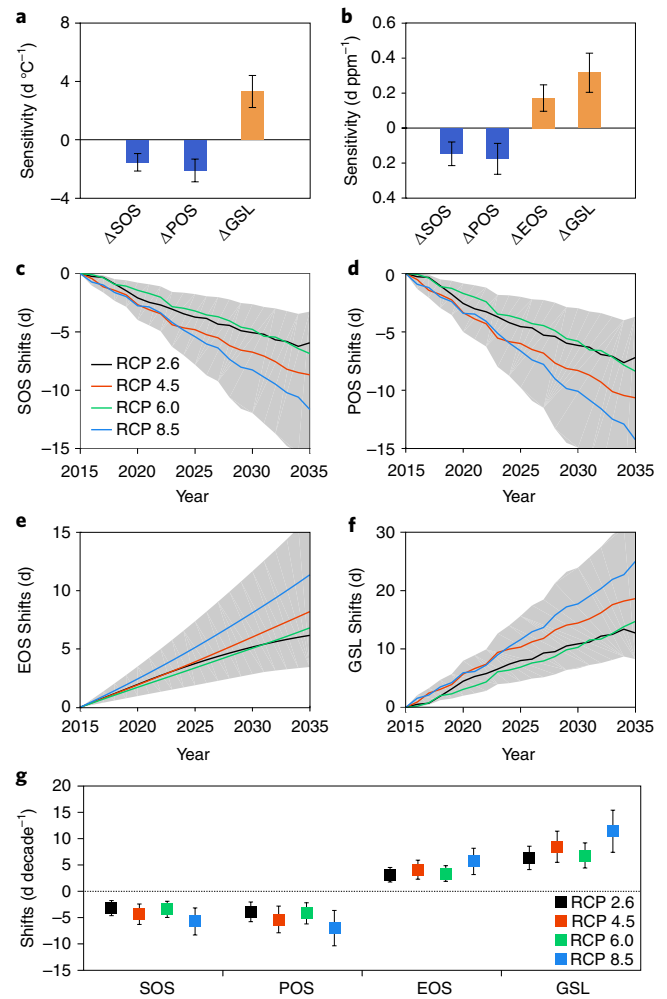 a
8
4
0
−4
Sensitivity (d °C⁻¹)
ΔSOS
ΔPOS
ΔGSL
b
0.6
0.4
0.2
0
0.2
0.4
Sensitivity (d ppm⁻¹)
ΔSOS
ΔPOS
ΔEOS
ΔGSL
c
0
−5
−10
−15
SOS Shifts (d)
RCP 2.6
RCP 4.5
RCP 6.0
RCP 8.5
2015 2020 2025 2030 2035
Year
d
0
−5
−10
−15
POS Shifts (d)
2015 2020 2025 2030 2035
Year
e
15
10
5
0
EOS Shifts (d)
2015 2020 2025 2030 2035
Year
f
30
20
10
0
GSL Shifts (d)
2015 2020 2025 2030 2035
Year
g
20
15
10
5
0
−5
−10
−15
Shifts (d decade⁻¹)
RCP 2.6
RCP 4.5
RCP 6.0
RCP 8.5
SOS POS EOS GSL